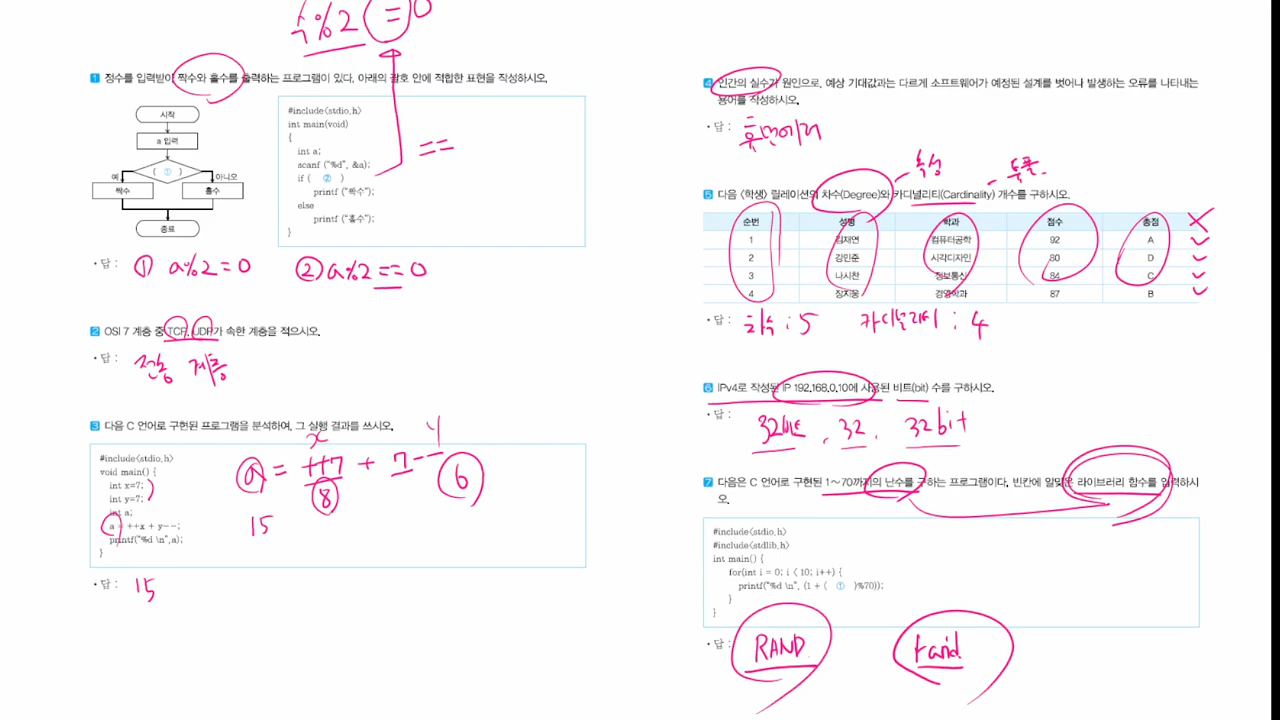 수%2 == 0
1 정수를 입력받아 짝수와 홀수를 출력하는 프로그램이 있다. 아래의 괄호 안에 적합한 표현을 작성하시오.
시작
a 입력
( ① )
예
아니오
짝수
홀수
종료
#include<stdio.h>
int main(void)
{
int a;
scanf ("%d", &a);
if ( ② )
printf ("짝수");
else
printf ("홀수");
}
==
• 답 : ① a%2=0 ② a%2==0
2 OSI 7 계층 중 TCP, UDP가 속한 계층을 적으시오.
• 답 : 전송 계층
3 다음 C 언어로 구현된 프로그램을 분석하여, 그 실행 결과를 쓰시오.
#include<stdio.h>
void main() {
int x=7;
int y=7;
int a;
a = ++x + y--;
printf("%d \n",a);
}
x y
a = ++7 + 7--
8 6
15
• 답 : 15
4 인간의 실수가 원인으로, 예상 기대값과는 다르게 소프트웨어가 예정된 설계를 벗어나 발생하는 오류를 나타내는
용어를 작성하시오.
• 답 : 휴먼에러
속성 튜플
5 다음 <학생> 릴레이션의 차수(Degree)와 카디널리티(Cardinality) 개수를 구하시오.
순번 성명 학과 점수 총점
1 김재연 컴퓨터공학 92 A
2 강민준 시각디자인 80 D
3 나시찬 정보통신 84 C
4 장지웅 경영학과 87 B
• 답 : 차수 : 5 카디널리티 : 4
6 IPv4로 작성된 IP 192.168.0.10에 사용된 비트(bit) 수를 구하시오.
• 답 : 32비트, 32, 32bit
7 다음은 C 언어로 구현된 1~70까지의 난수를 구하는 프로그램이다. 빈칸에 알맞은 라이브러리 함수를 입력하시
오.
#include<stdio.h>
#include<stdlib.h>
int main() {
for(int i = 0; i < 10; i++) {
printf("%d \n", (1 + ( ① )%70));
}
}
• 답 : RAND rand